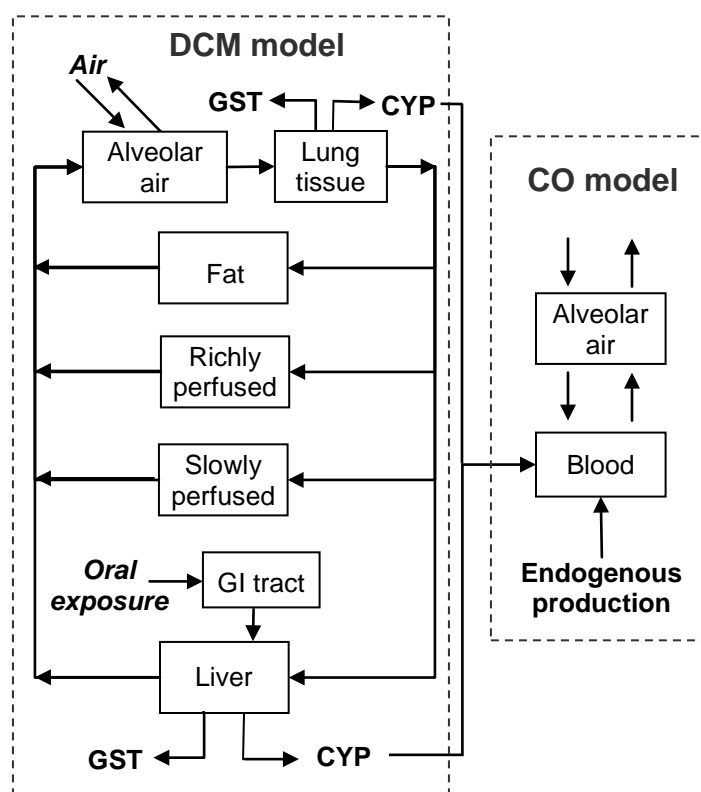 DCM model
Air
GST
CYP
Alveolar
air
Lung
tissue
CO model
Fat
Alveolar
air
Richly
perfused
Slowly
perfused
Blood
Oral
exposure
GI tract
Endogenous
production
Liver
GST
CYP